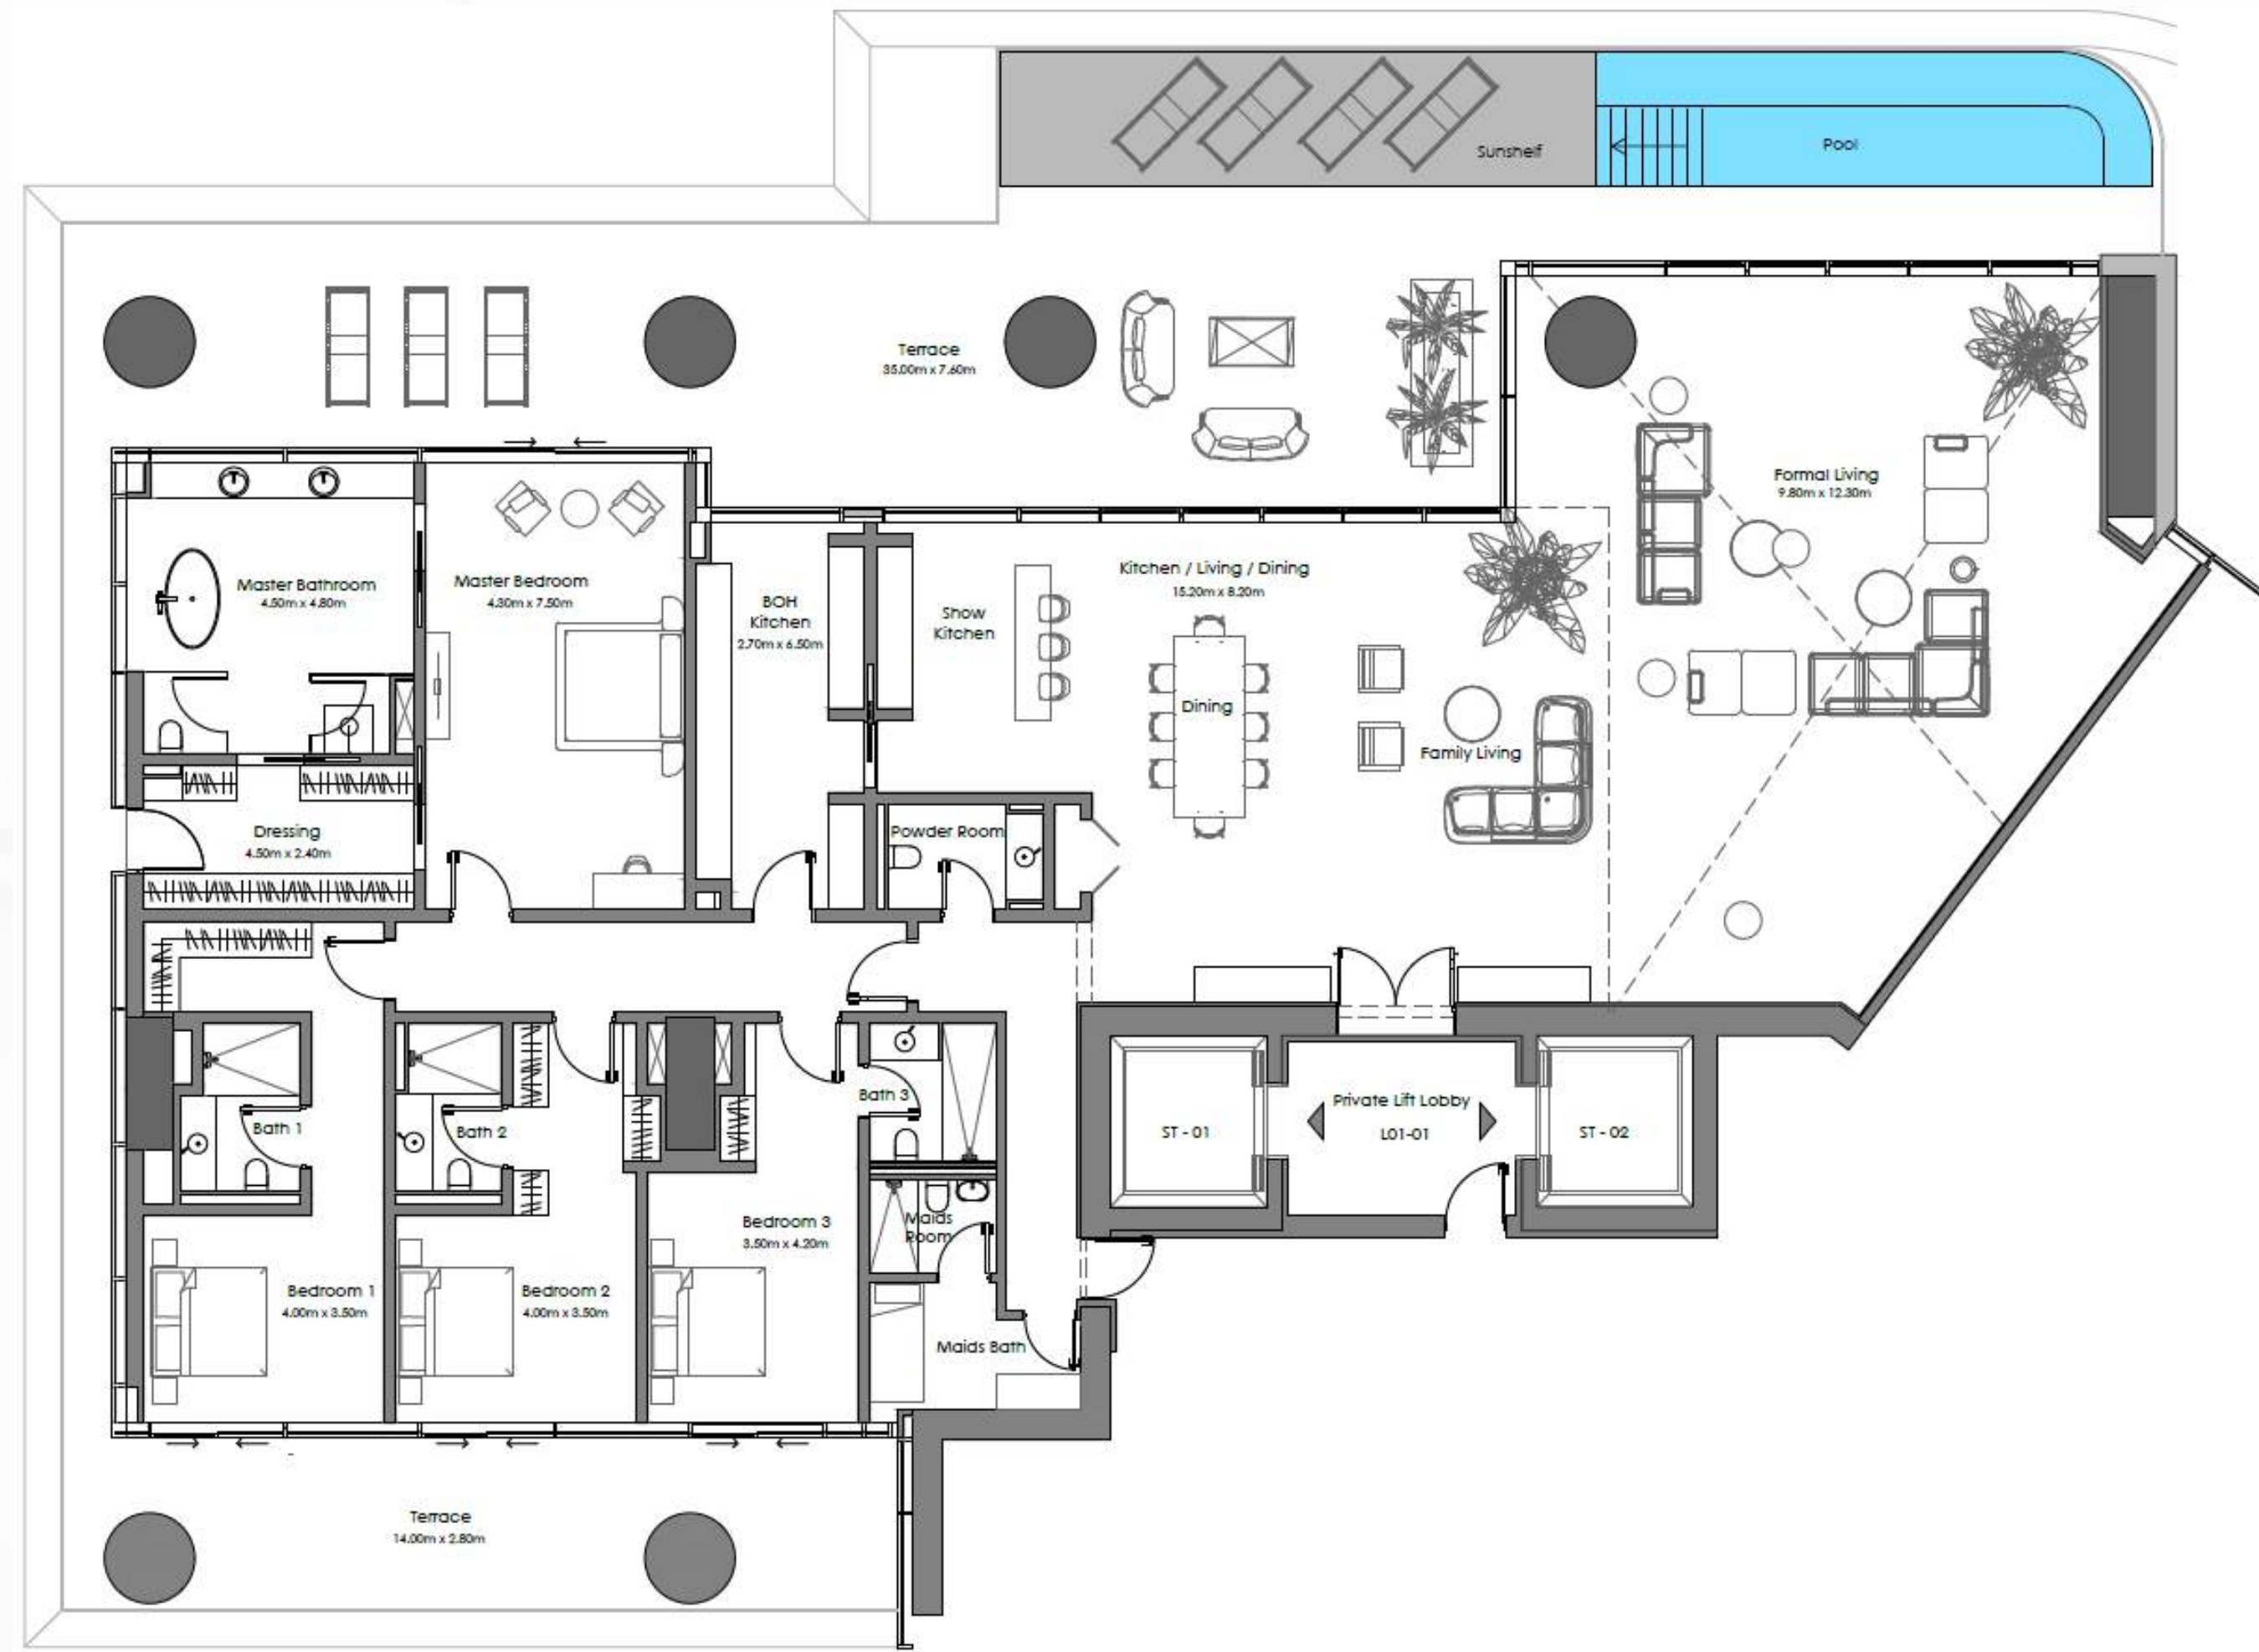 Sunshelf
Pool
Terrace
35.00m x 7.60m
Formal Living
9.80m x 12.30m
Master Bathroom
4.50m x 4.80m
Master Bedroom
4.30m x 7.50m
BOH
Kitchen
2.70m x 6.50m
Show
Kitchen
Kitchen / Living / Dining
15.20m x 8.20m
Dining
Family Living
Dressing
4.50m x 2.40m
Powder Room
Bath 1
Bath 2
Bath 3
ST - 01
Private Lift Lobby
L01-01
ST - 02
Maids
Room
Bedroom 1
4.00m x 3.50m
Bedroom 2
4.00m x 3.50m
Bedroom 3
3.50m x 4.20m
Maids Bath
Terrace
14.00m x 2.80m